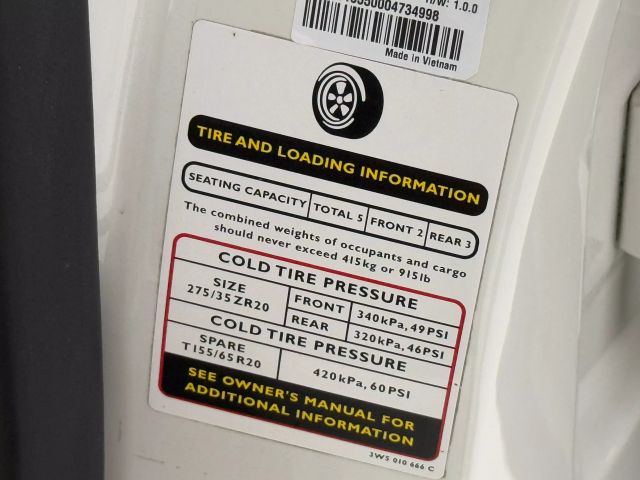 H/W: 1.0.0
Made in Vietnam
TIRE AND LOADING INFORMATION
SEATING CAPACITY TOTAL 5 FRONT 2 REAR 3
The combined weights of occupants and cargo
should never exceed 415kg or 915lb
COLD TIRE PRESSURE
SIZE
275/35ZR20
FRONT 340kPa, 49PSI
REAR 320kPa, 46PSI
COLD TIRE PRESSURE
SPARE
T155/65R20
420kPa, 60PSI
SEE OWNER'S MANUAL FOR
ADDITIONAL INFORMATION
3W5 010 666 C